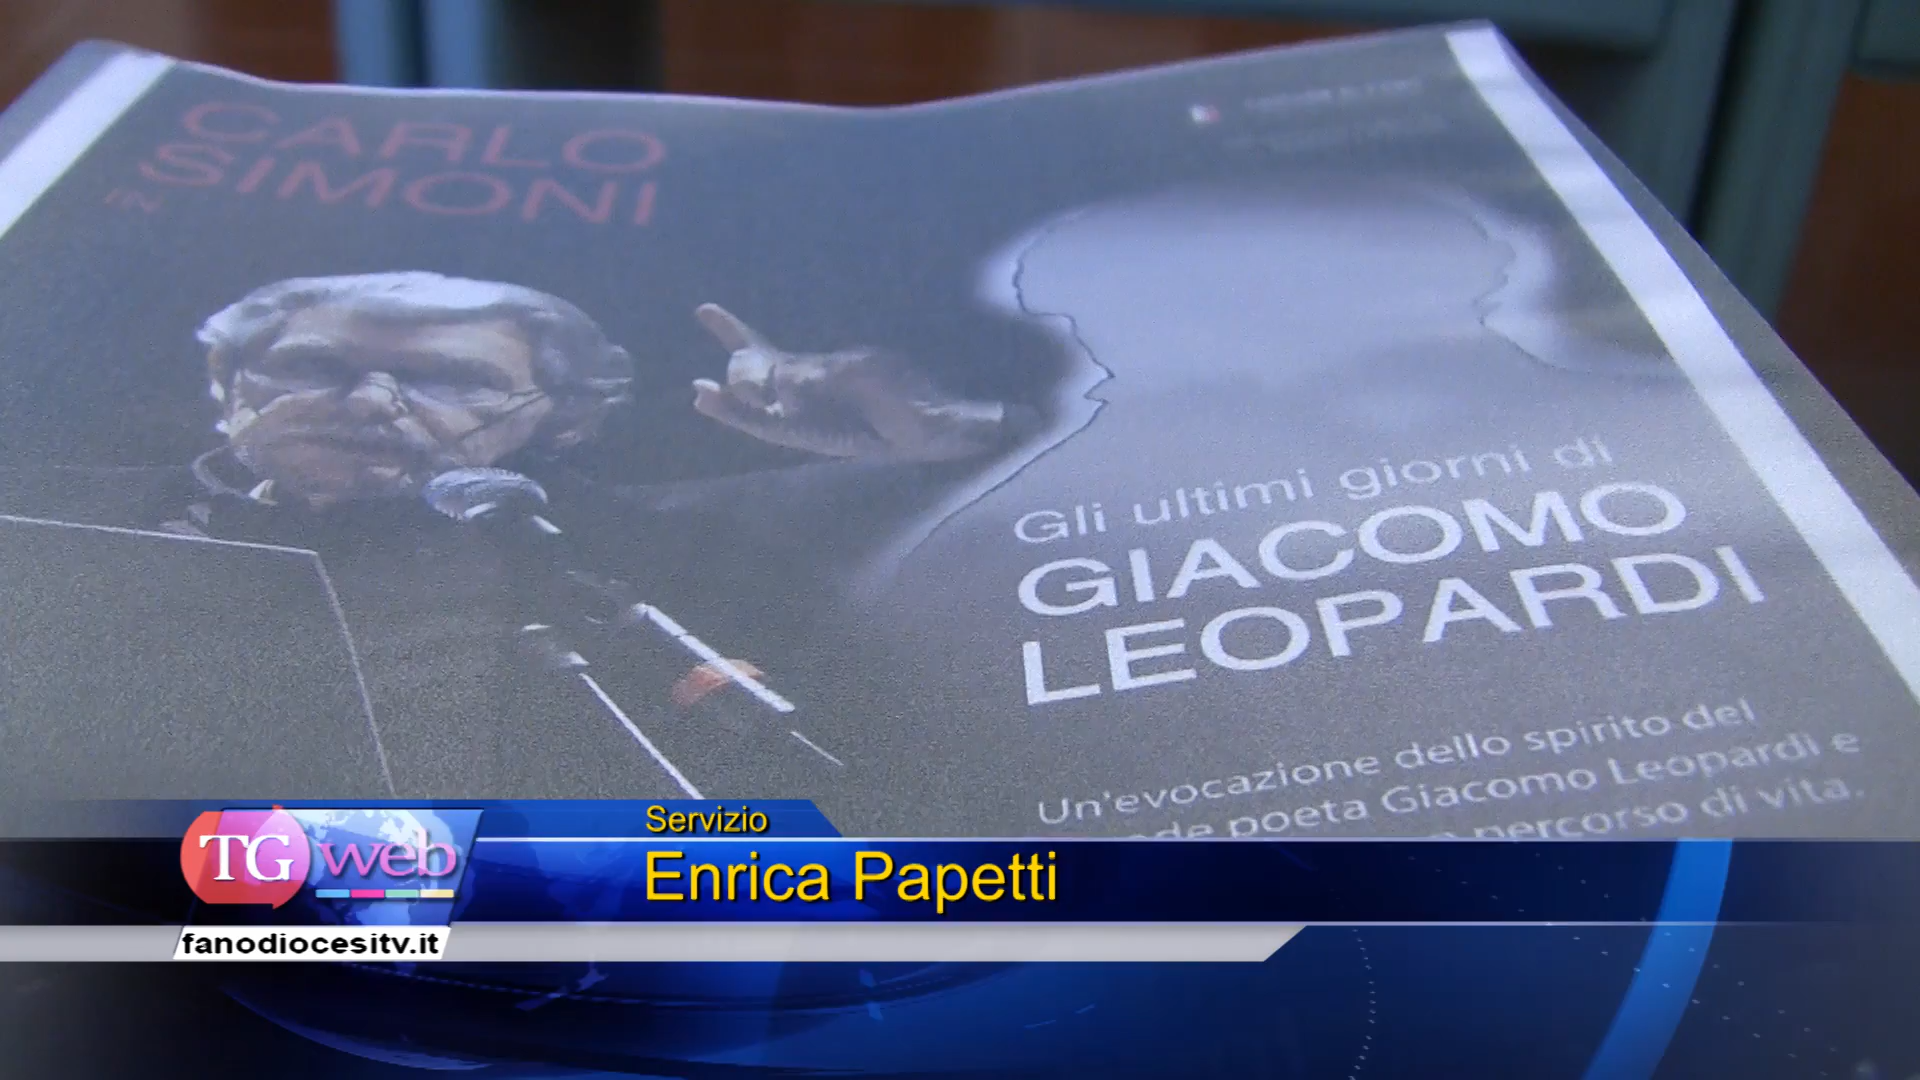 CARLO
SIMONI
in
Gli ultimi giorni di
GIACOMO
LEOPARDI
Un'evocazione dello spirito del
poeta Giacomo Leopardi e
percorso di vita.
Servizio
TG web
Enrica Papetti
fanodiocesitv.it